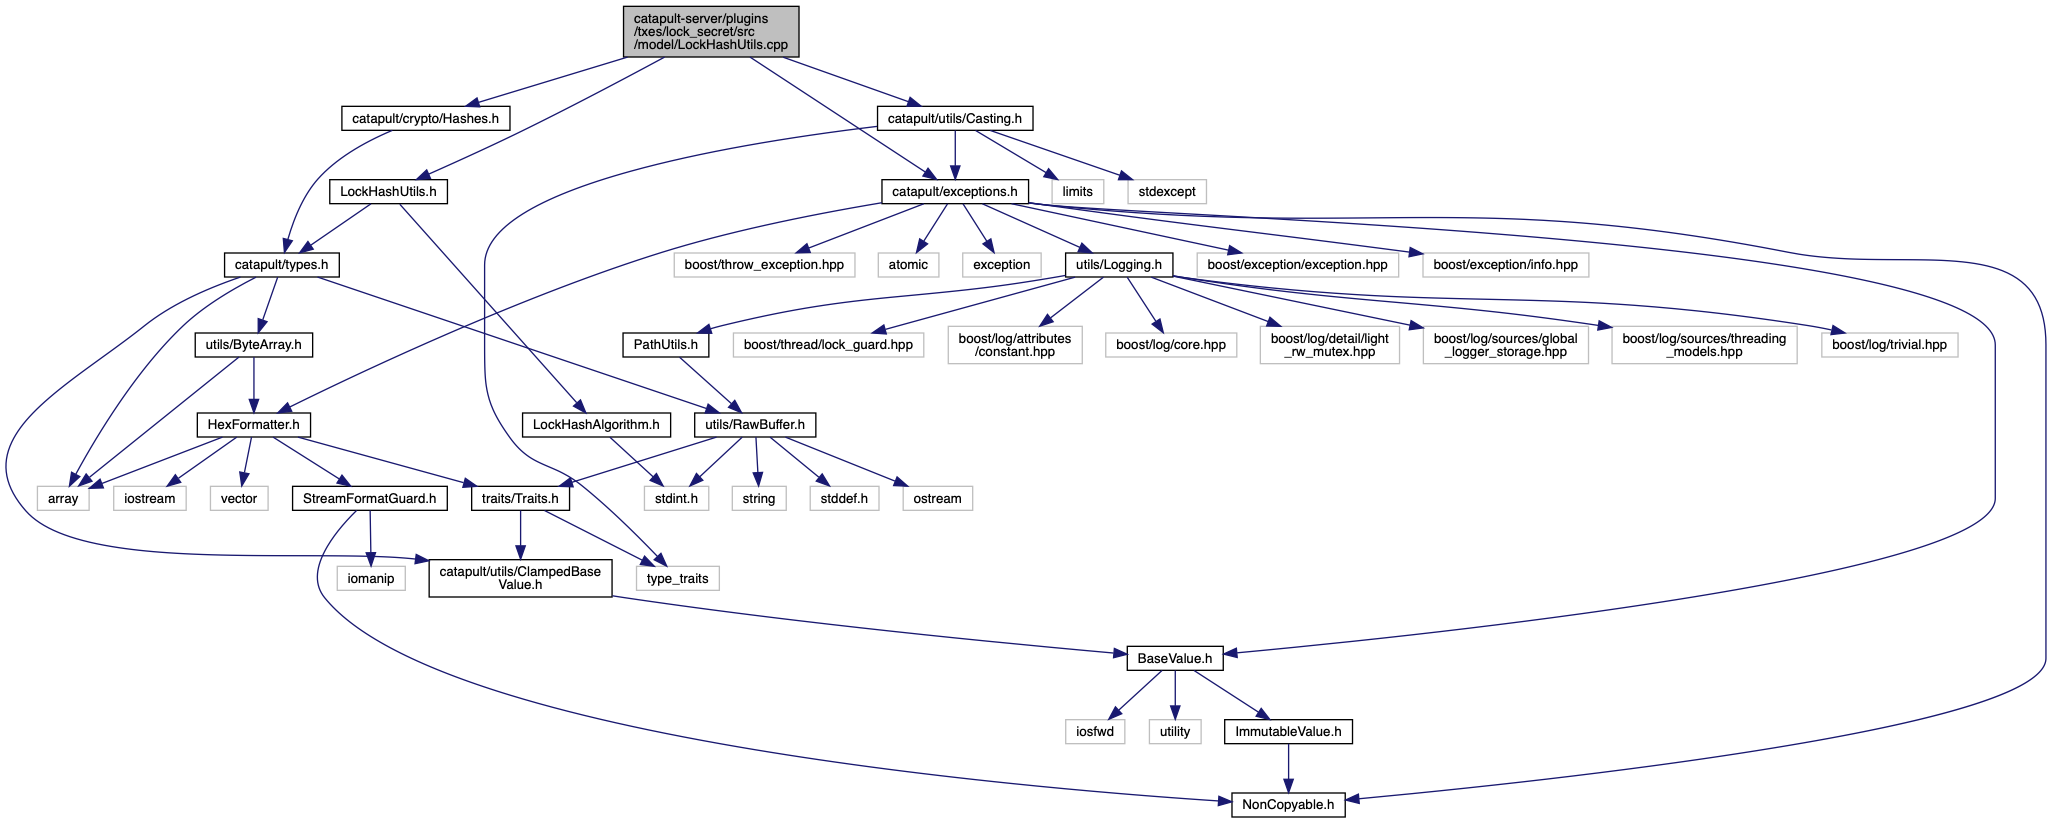 catapult-server/plugins
/txes/lock_secret/src
/model/LockHashUtils.cpp
catapult/crypto/Hashes.h
catapult/utils/Casting.h
LockHashUtils.h
catapult/exceptions.h
limits
stdexcept
catapult/types.h
boost/throw_exception.hpp
atomic
exception
utils/Logging.h
boost/exception/exception.hpp
boost/exception/info.hpp
utils/ByteArray.h
PathUtils.h
boost/thread/lock_guard.hpp
boost/log/attributes
/constant.hpp
boost/log/core.hpp
boost/log/detail/light
_rw_mutex.hpp
boost/log/sources/global
_logger_storage.hpp
boost/log/sources/threading
_models.hpp
boost/log/trivial.hpp
HexFormatter.h
LockHashAlgorithm.h
utils/RawBuffer.h
array
iostream
vector
StreamFormatGuard.h
traits/Traits.h
stdint.h
string
stddef.h
ostream
iomanip
catapult/utils/ClampedBase
Value.h
type_traits
BaseValue.h
iosfwd
utility
ImmutableValue.h
NonCopyable.h